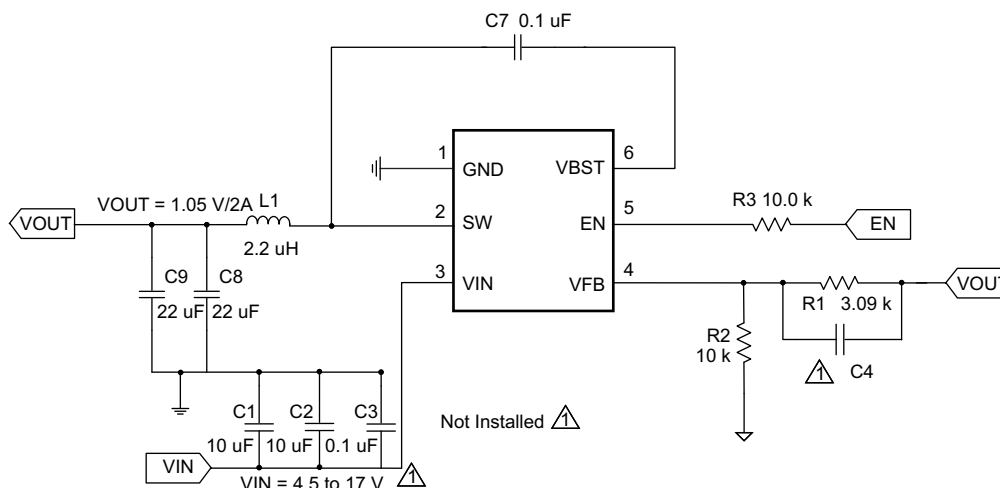 C7 0.1 uF
1 GND
VBST 6
VOUT
VOUT = 1.05 V/2A
L1
2.2 uH
2 SW
EN 5
R3 10.0 k
EN
3 VIN
VFB 4
C9
22 uF
C8
22 uF
R1 3.09 k
VOUT
R2
10 k
1
C4
C1
10 uF
C2
10 uF
C3
0.1 uF
Not Installed 1
VIN
VIN = 4.5 to 17 V
1